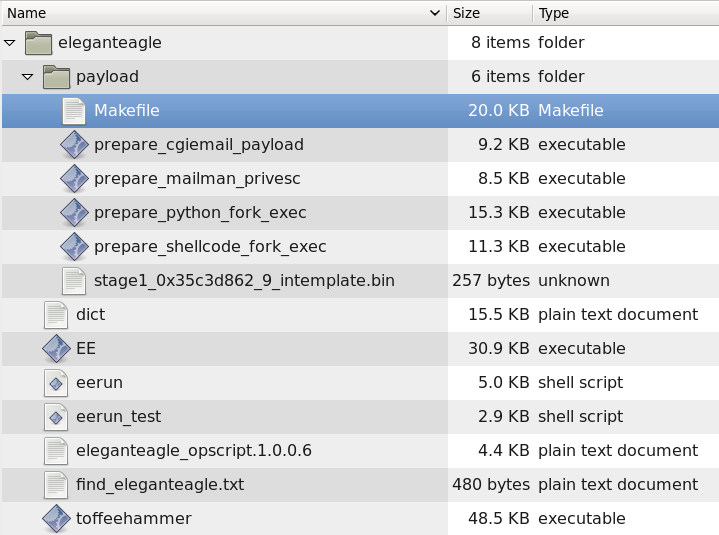 Name Size Type
eleganteagle 8 items folder
payload 6 items folder
Makefile 20.0 KB Makefile
prepare_cgiemail_payload 9.2 KB executable
prepare_mailman_privesc 8.5 KB executable
prepare_python_fork_exec 15.3 KB executable
prepare_shellcode_fork_exec 11.3 KB executable
stage1_0x35c3d862_9_intemplate.bin 257 bytes unknown
dict 15.5 KB plain text document
EE 30.9 KB executable
eerun 5.0 KB shell script
eerun_test 2.9 KB shell script
eleganteagle_opscript.1.0.0.6 4.4 KB plain text document
find_eleganteagle.txt 480 bytes plain text document
toffeehammer 48.5 KB executable